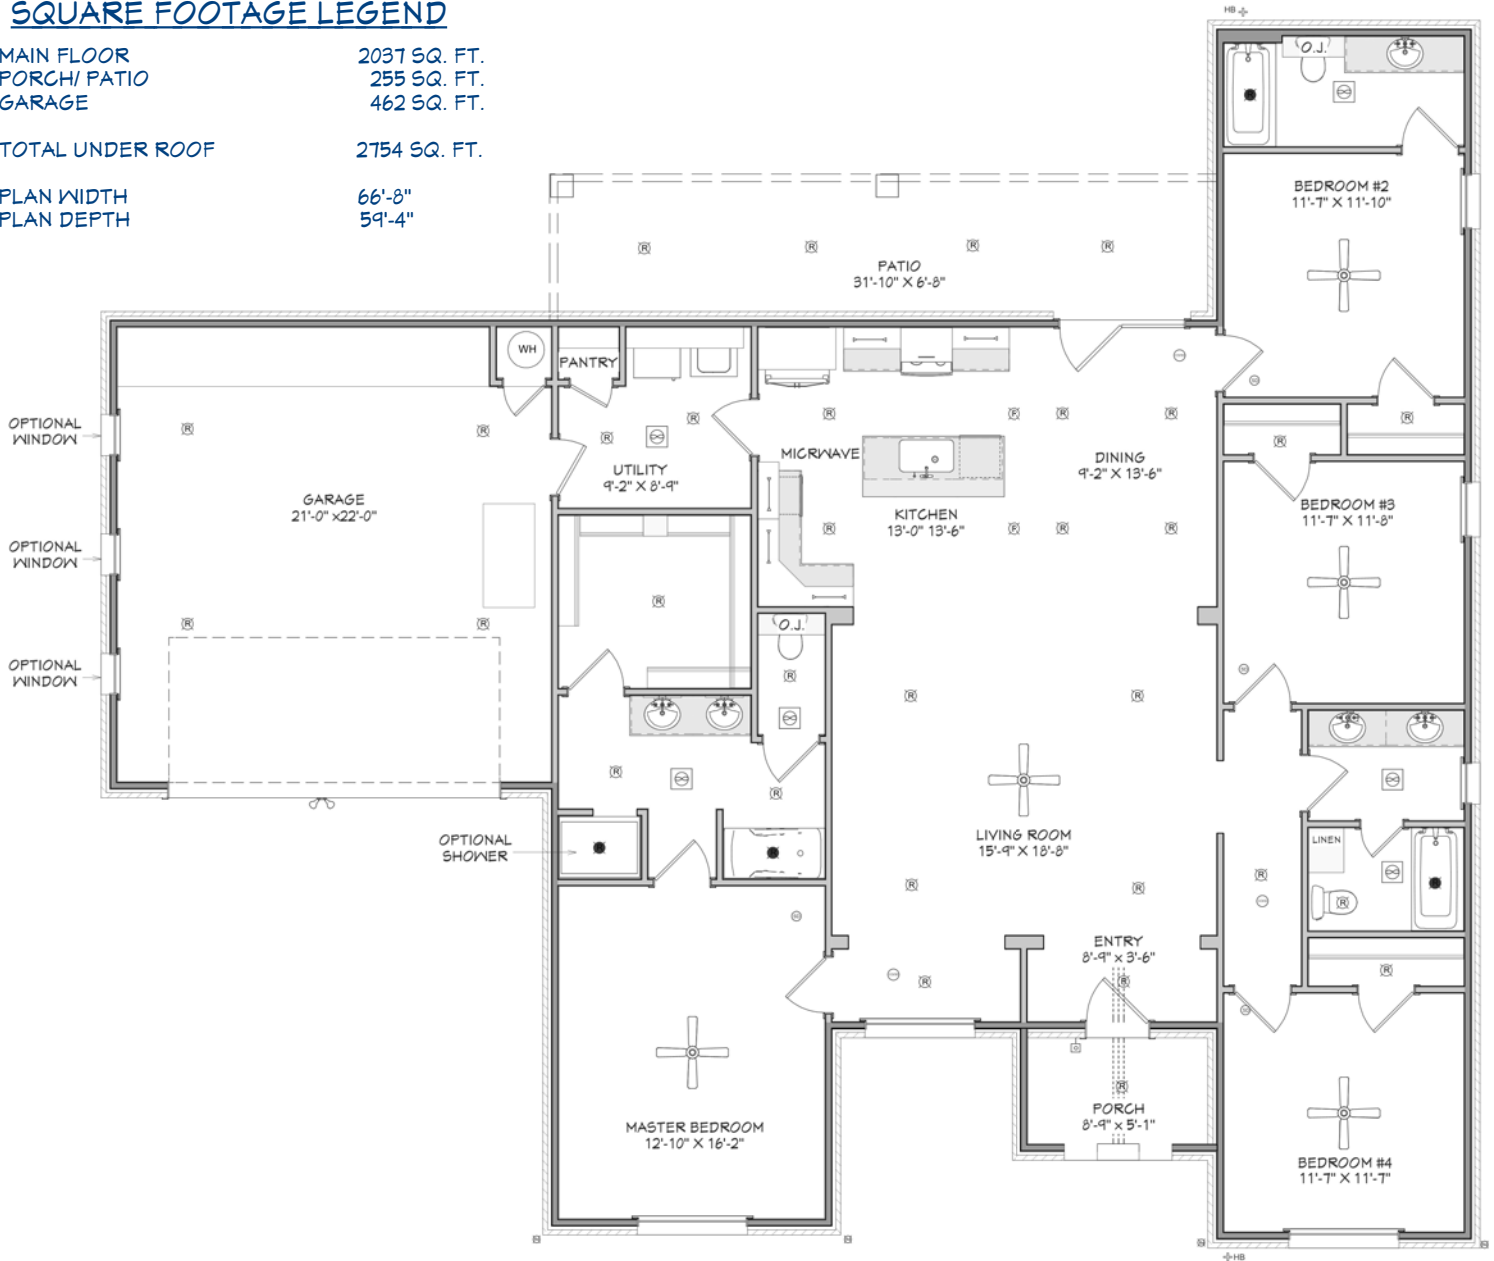 SQUARE FOOTAGE LEGEND
MAIN FLOOR 2037 SQ. FT.
PORCH/ PATIO 255 SQ. FT.
GARAGE 462 SQ. FT.
TOTAL UNDER ROOF 2754 SQ. FT.
PLAN WIDTH 66'-8"
PLAN DEPTH 59'-4"
HB
O.J.
BEDROOM #2
11'-7" X 11'-10"
PATIO
31'-10" X 6'-8"
WH
PANTRY
OPTIONAL
WINDOW
R
R
R
R
R
R
R
R
R
F
R
R
R
R
MICRWAVE
UTILITY
9'-2" X 8'-9"
DINING
9'-2" X 13'-6"
GARAGE
21'-0" x22'-0"
KITCHEN
13'-0" 13'-6"
BEDROOM #3
11'-7" X 11'-8"
R
F
R
R
OPTIONAL
WINDOW
R
R
R
O.J.
R
OPTIONAL
WINDOW
R
R
R
R
LIVING ROOM
15'-9" X 18'-8"
OPTIONAL
SHOWER
LINEN
R
R
R
R
ENTRY
8'-9" x 3'-6"
R
R
R
PORCH
8'-9" x 5'-1"
R
MASTER BEDROOM
12'-10" X 16'-2"
BEDROOM #4
11'-7" X 11'-7"
HB